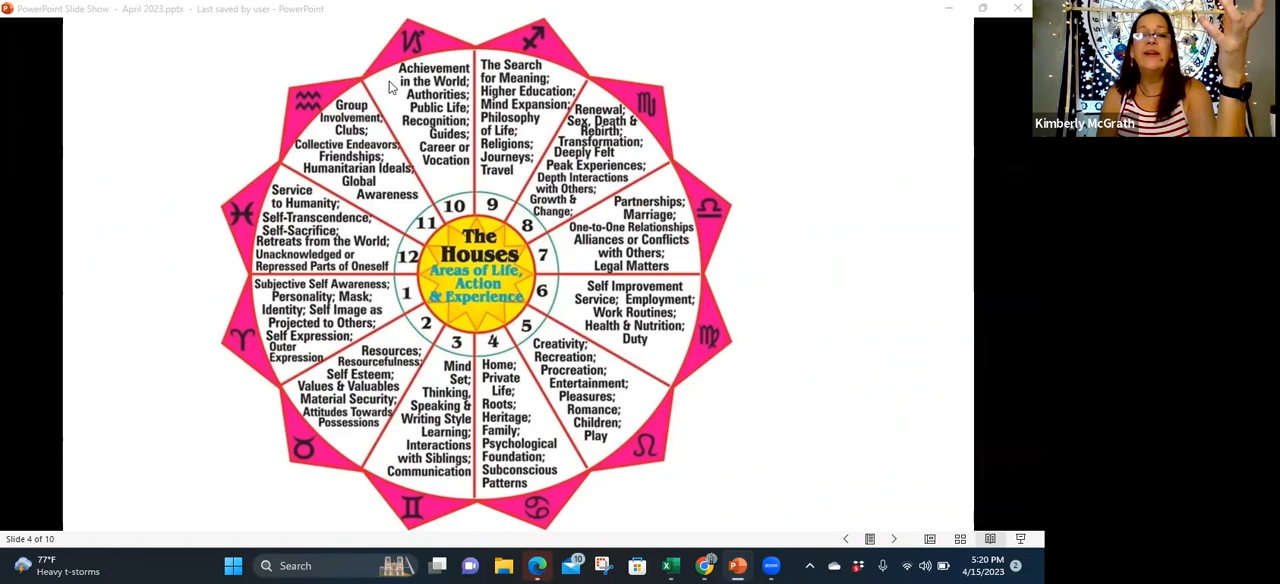 PowerPoint Slide Show - April 2023.pptx - Last saved by user - PowerPoint
Kimberly McGrath
Achievement
in the World;
Authorities;
Public Life;
Recognition;
Guides;
Career or
Vocation
10
The Search
for Meaning;
Higher Education;
Mind Expansion;
Philosophy
of Life;
Religions;
Journeys;
Travel
9
Renewal;
Sex, Death &
Rebirth;
Transformation;
Deeply Felt
Peak Experiences;
Depth Interactions
with Others;
Growth &
Change;
8
Partnerships;
Marriage;
One-to-One Relationships
Alliances or Conflicts
with Others;
Legal Matters
7
Self Improvement
Service; Employment;
Work Routines;
Health & Nutrition;
Duty
6
Creativity;
Recreation;
Procreation;
Entertainment;
Pleasures;
Romance;
Children;
Play
5
Home;
Private
Life;
Roots;
Heritage;
Family;
Psychological
Foundation;
Subconscious
Patterns
4
Mind
Set;
Thinking,
Speaking &
Writing Style
Learning;
Interactions
with Siblings;
Communication
3
Resources;
Resourcefulness;
Self Esteem;
Values & Valuables
Material Security;
Attitudes Towards
Possessions
2
Subjective Self Awareness;
Personality; Mask;
Identity; Self Image as
Projected to Others;
Self Expression;
Outer
Expression
1
Service
to Humanity;
Self-Transcendence;
Self-Sacrifice;
Retreats from the World;
Unacknowledged or
Repressed Parts of Oneself
12
Group
Involvement,
Clubs;
Collective Endeavors;
Friendships;
Humanitarian Ideals;
Global
Awareness
11
The
Houses
Areas of Life,
Action
& Experience
Slide 4 of 10
77°F
Heavy t-storms
Search
10
zoom
5:20 PM
4/15/2023
2